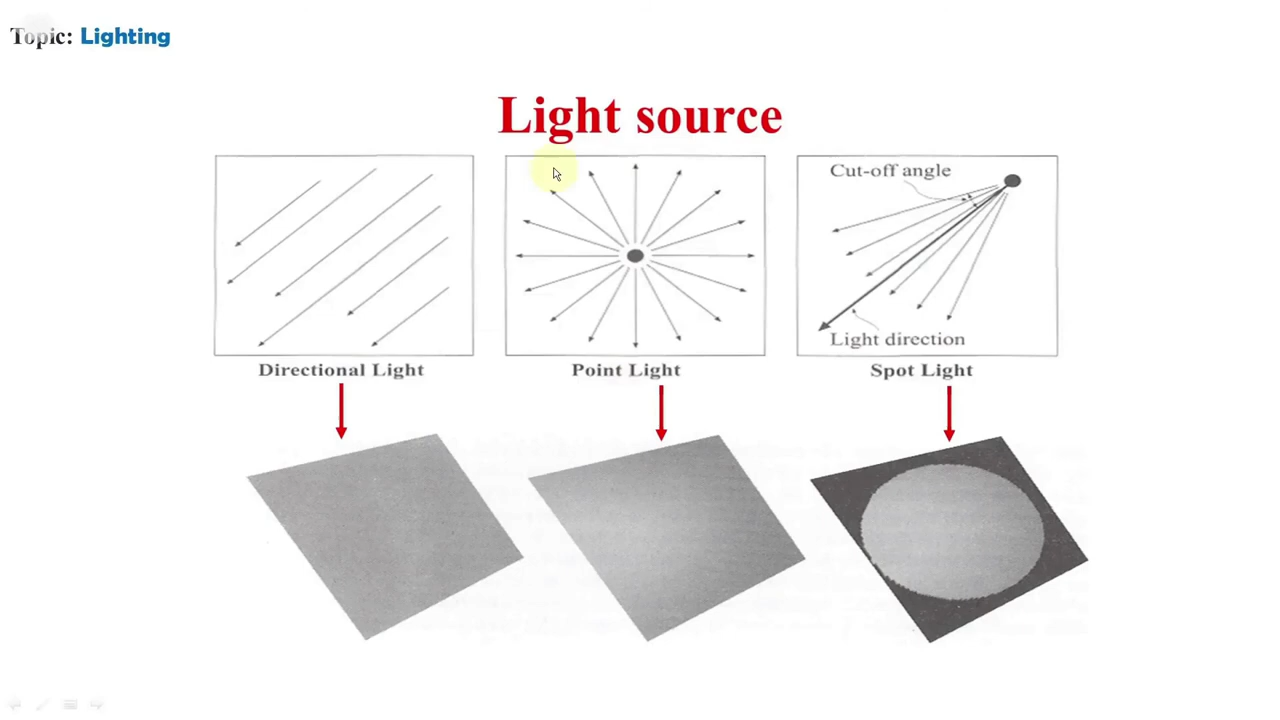 Topic: Lighting
Light source
Cut-off angle
Light direction
Directional Light
Point Light
Spot Light